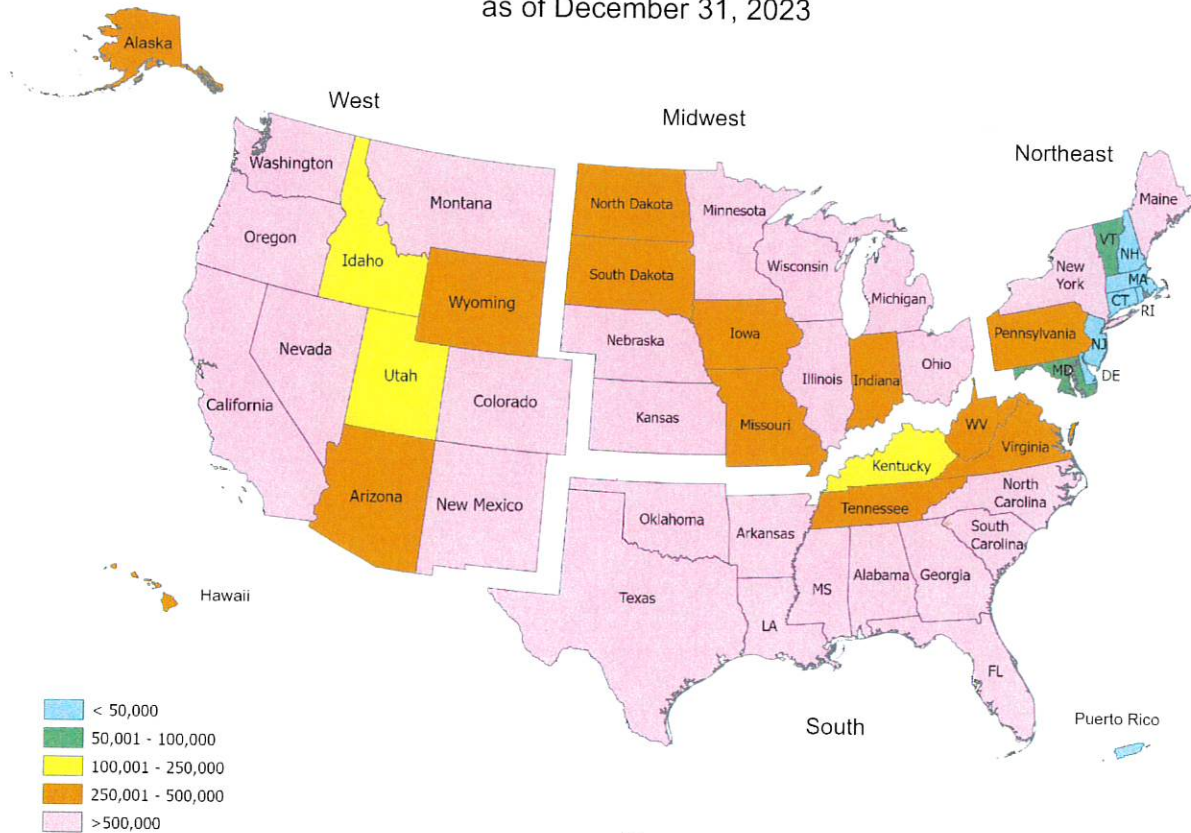 as of December 31, 2023
Alaska
West
Midwest
Northeast
Washington
Montana
North Dakota
Minnesota
Maine
Oregon
Idaho
VT
NH
Wisconsin
New
York
MA
South Dakota
Wyoming
Michigan
CT
RI
Iowa
Pennsylvania
Nebraska
NJ
Nevada
Utah
Ohio
Illinois
Indiana
MD
DE
Colorado
California
Kansas
Missouri
WV
Virginia
Kentucky
Arizona
New Mexico
North
Carolina
Oklahoma
Arkansas
Tennessee
South
Carolina
Alabama
Georgia
MS
Hawaii
Texas
LA
FL
< 50,000
50,001 - 100,000
100,001 - 250,000
250,001 - 500,000
>500,000
South
Puerto Rico